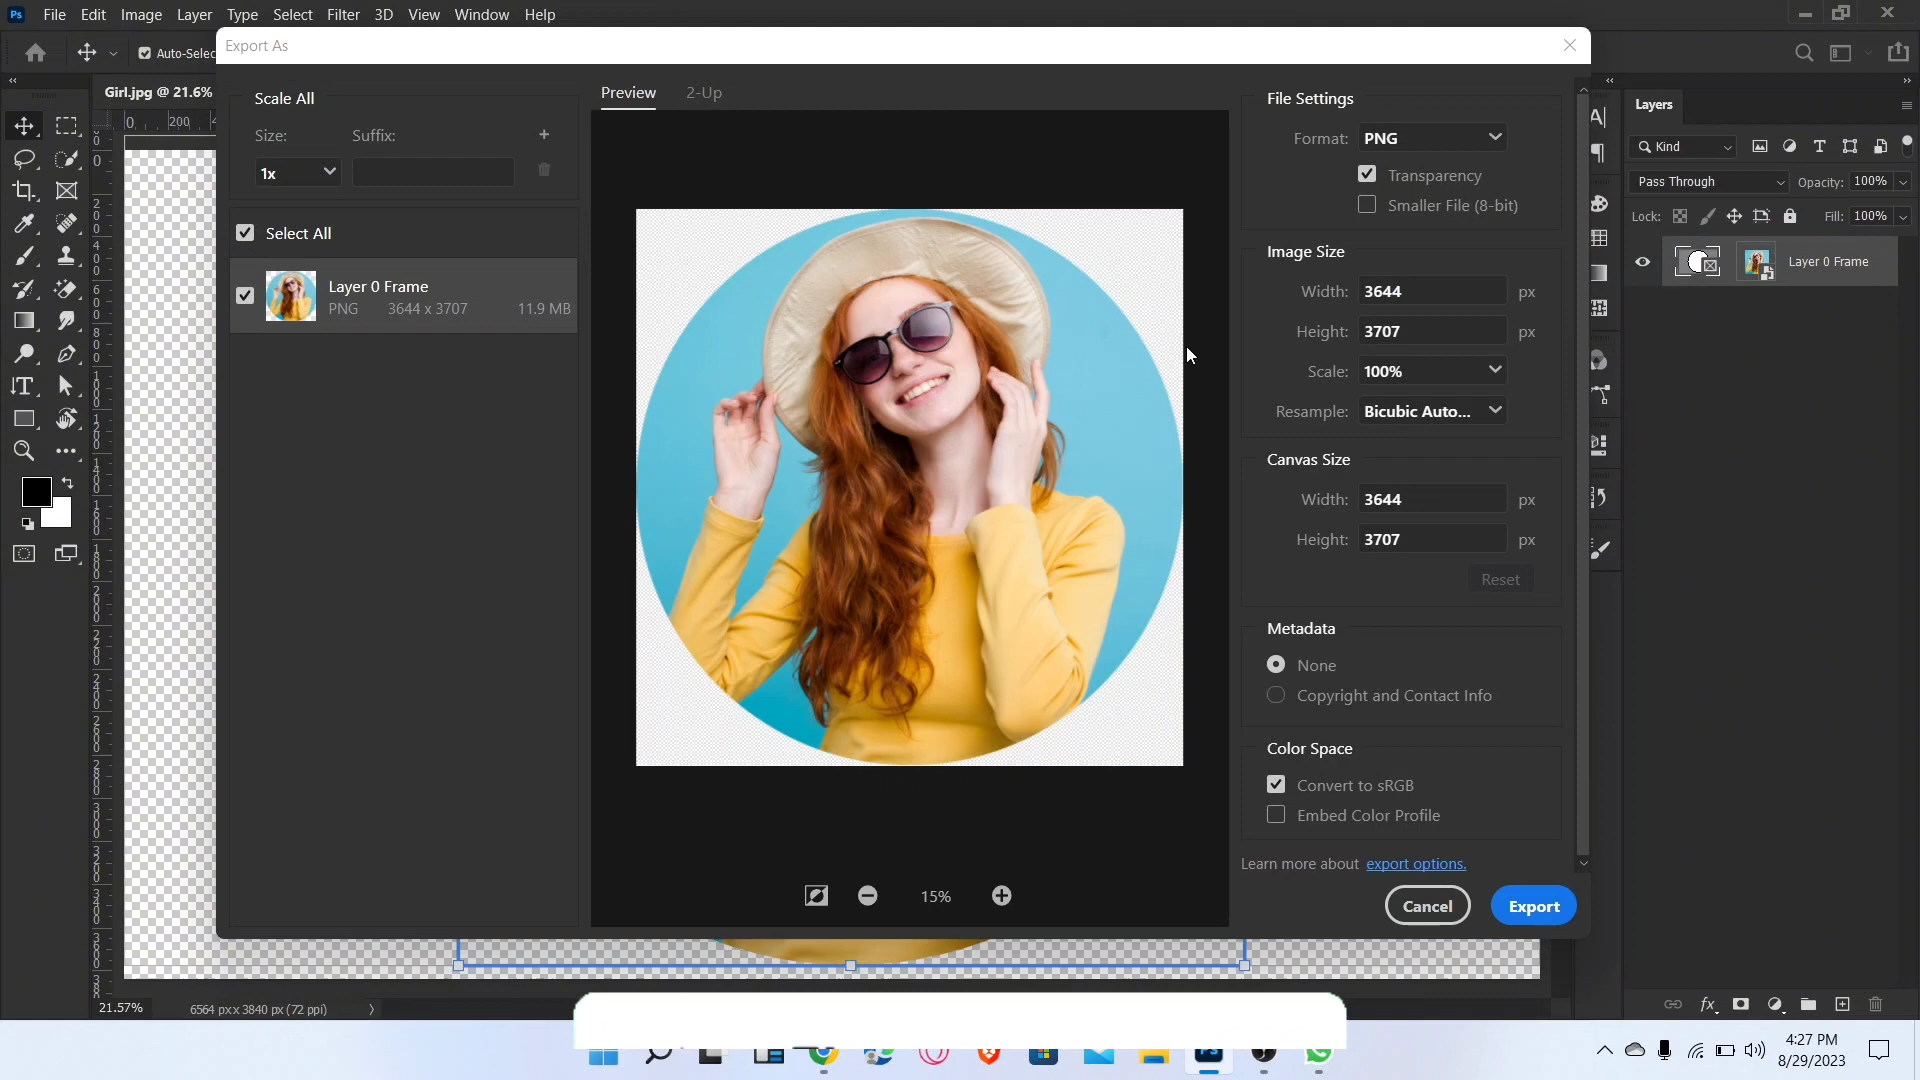 Ps File Edit Image Layer Type Select Filter 3D View Window Help
Auto-Selec
Export As
Girl.jpg @ 21.6%
0 200
Scale All
Size: Suffix:
1x
Select All
Layer 0 Frame
PNG 3644 x 3707 11.9 MB
Preview 2-Up
15%
File Settings
Format: PNG
Transparency
Smaller File (8-bit)
Image Size
Width: 3644 px
Height: 3707 px
Scale: 100%
Resample: Bicubic Auto...
Canvas Size
Width: 3644 px
Height: 3707 px
Reset
Metadata
None
Copyright and Contact Info
Color Space
Convert to sRGB
Embed Color Profile
Learn more about export options.
Cancel Export
Layers
Kind
Pass Through Opacity: 100%
Lock: Fill: 100%
Layer 0 Frame
fx
21.57% 6564 px x 3840 px (72 ppi)
Ps
4:27 PM
8/29/2023